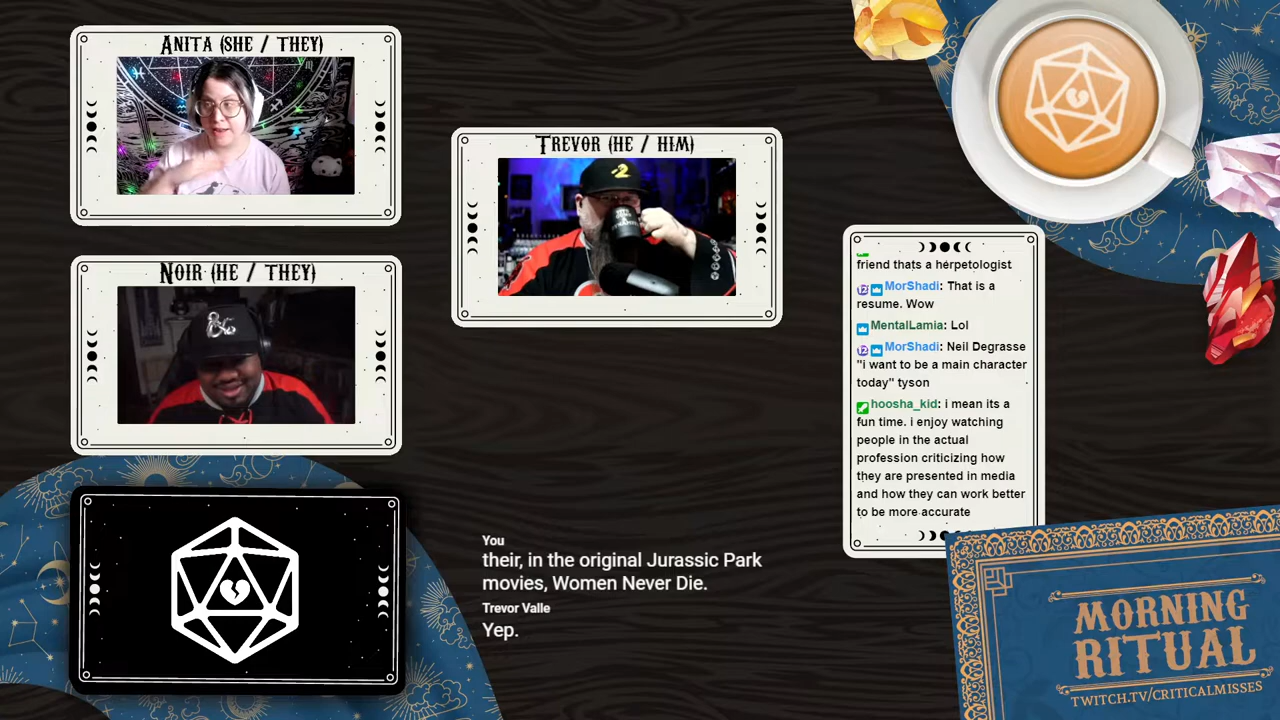 ANITA (SHE / THEY)
TREVOR (HE / HIM)
NOIR (HE / THEY)
2
friend thats a herpetologist
12 MorShadi: That is a
resume. Wow
MentalLamia: Lol
12 MorShadi: Neil Degrasse
"i want to be a main character
today" tyson
hoosha_kid: i mean its a
fun time. i enjoy watching
people in the actual
profession criticizing how
they are presented in media
and how they can work better
to be more accurate
You
their, in the original Jurassic Park
movies, Women Never Die.
Trevor Valle
Yep.
MORNING
RITUAL
TWITCH.TV/CRITICALMISSES